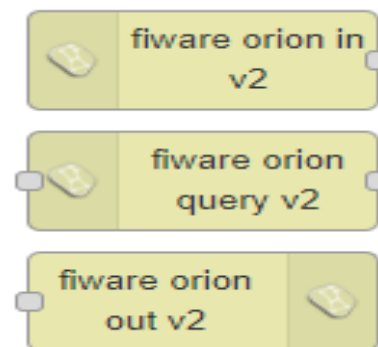 fiware orion in
v2
fiware orion
query v2
fiware orion
out v2